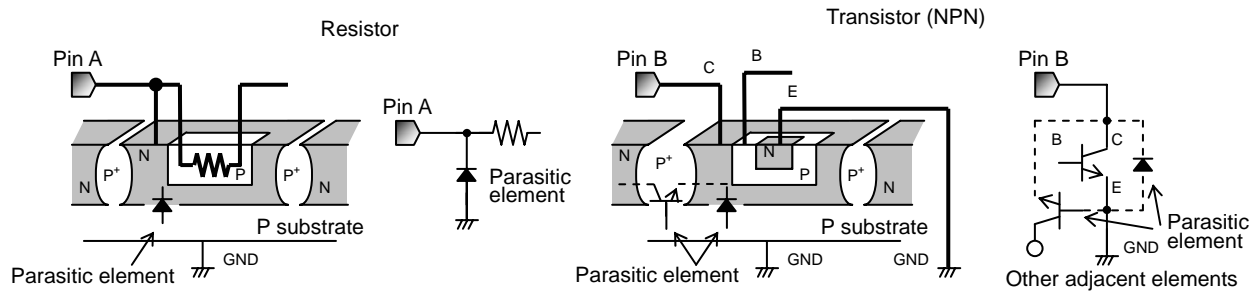 Resistor
Transistor (NPN)
Pin A
Pin B
C
B
E
Pin B
Pin A
N
P+
N
P
P+
N
Parasitic
element
N
P+
N
P
P+
N
B
C
E
P substrate
GND
Parasitic element
P substrate
GND
GND
Parasitic element
GND
Parasitic
element
Other adjacent elements